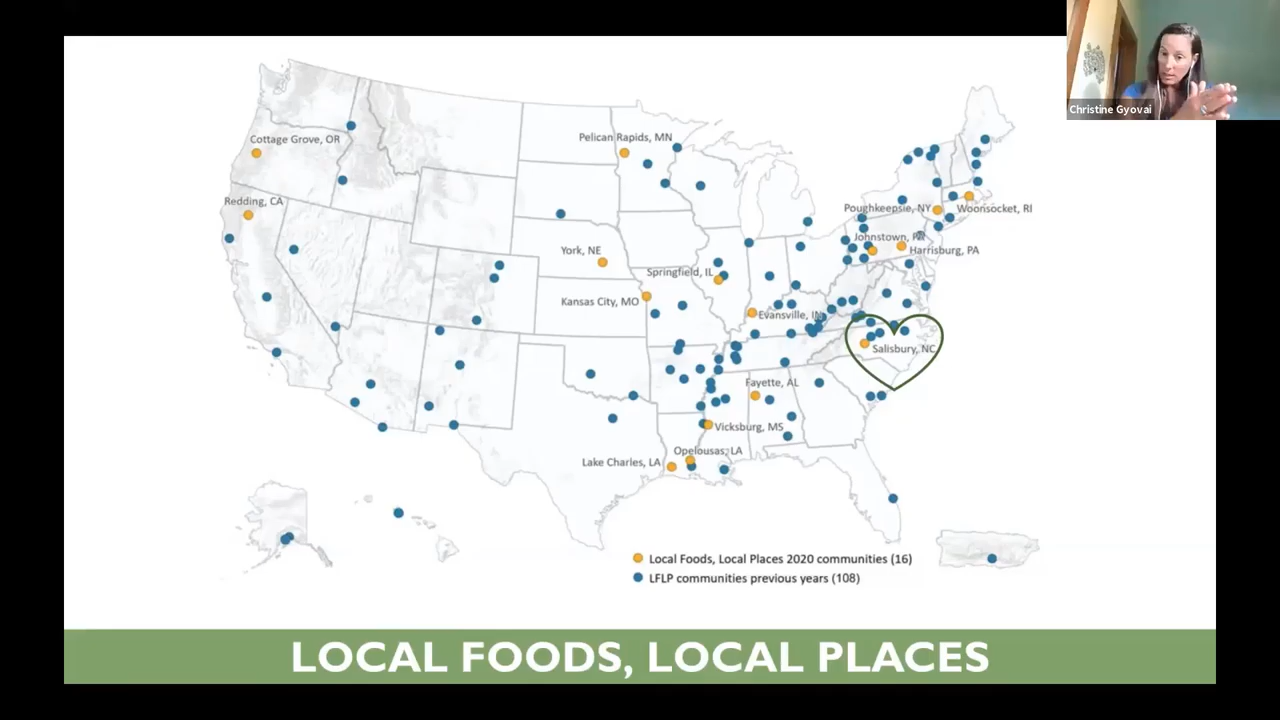 Christine Gyovai
Cottage Grove, OR
Pelican Rapids, MN
Redding, CA
Poughkeepsie, NY
Woonsocket, RI
Johnstown, PA
Harrisburg, PA
York, NE
Springfield, IL
Kansas City, MO
Evansville, IN
Salisbury, NC
Fayette, AL
Vicksburg, MS
Opelousas, LA
Lake Charles, LA
Local Foods, Local Places 2020 communities (16)
LFLP communities previous years (108)
LOCAL FOODS, LOCAL PLACES